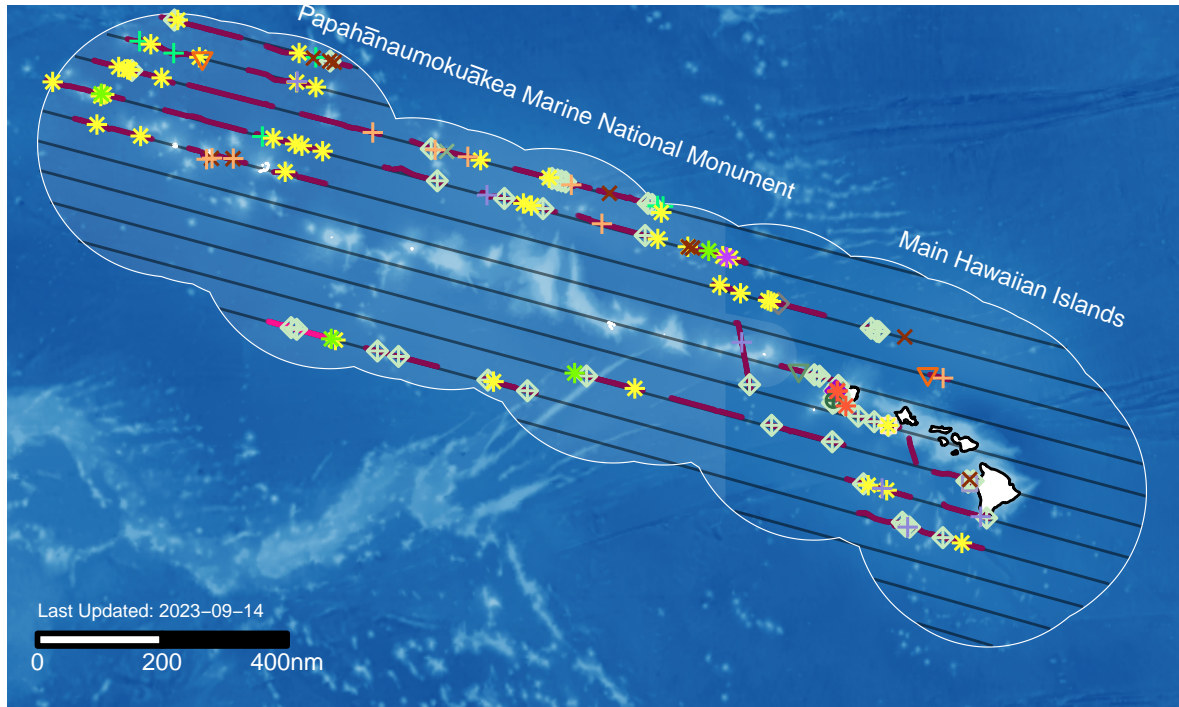 Papahānaumokuākea Marine National Monument
Main Hawaiian Islands
Last Updated: 2023−09−14
0 200 400nm